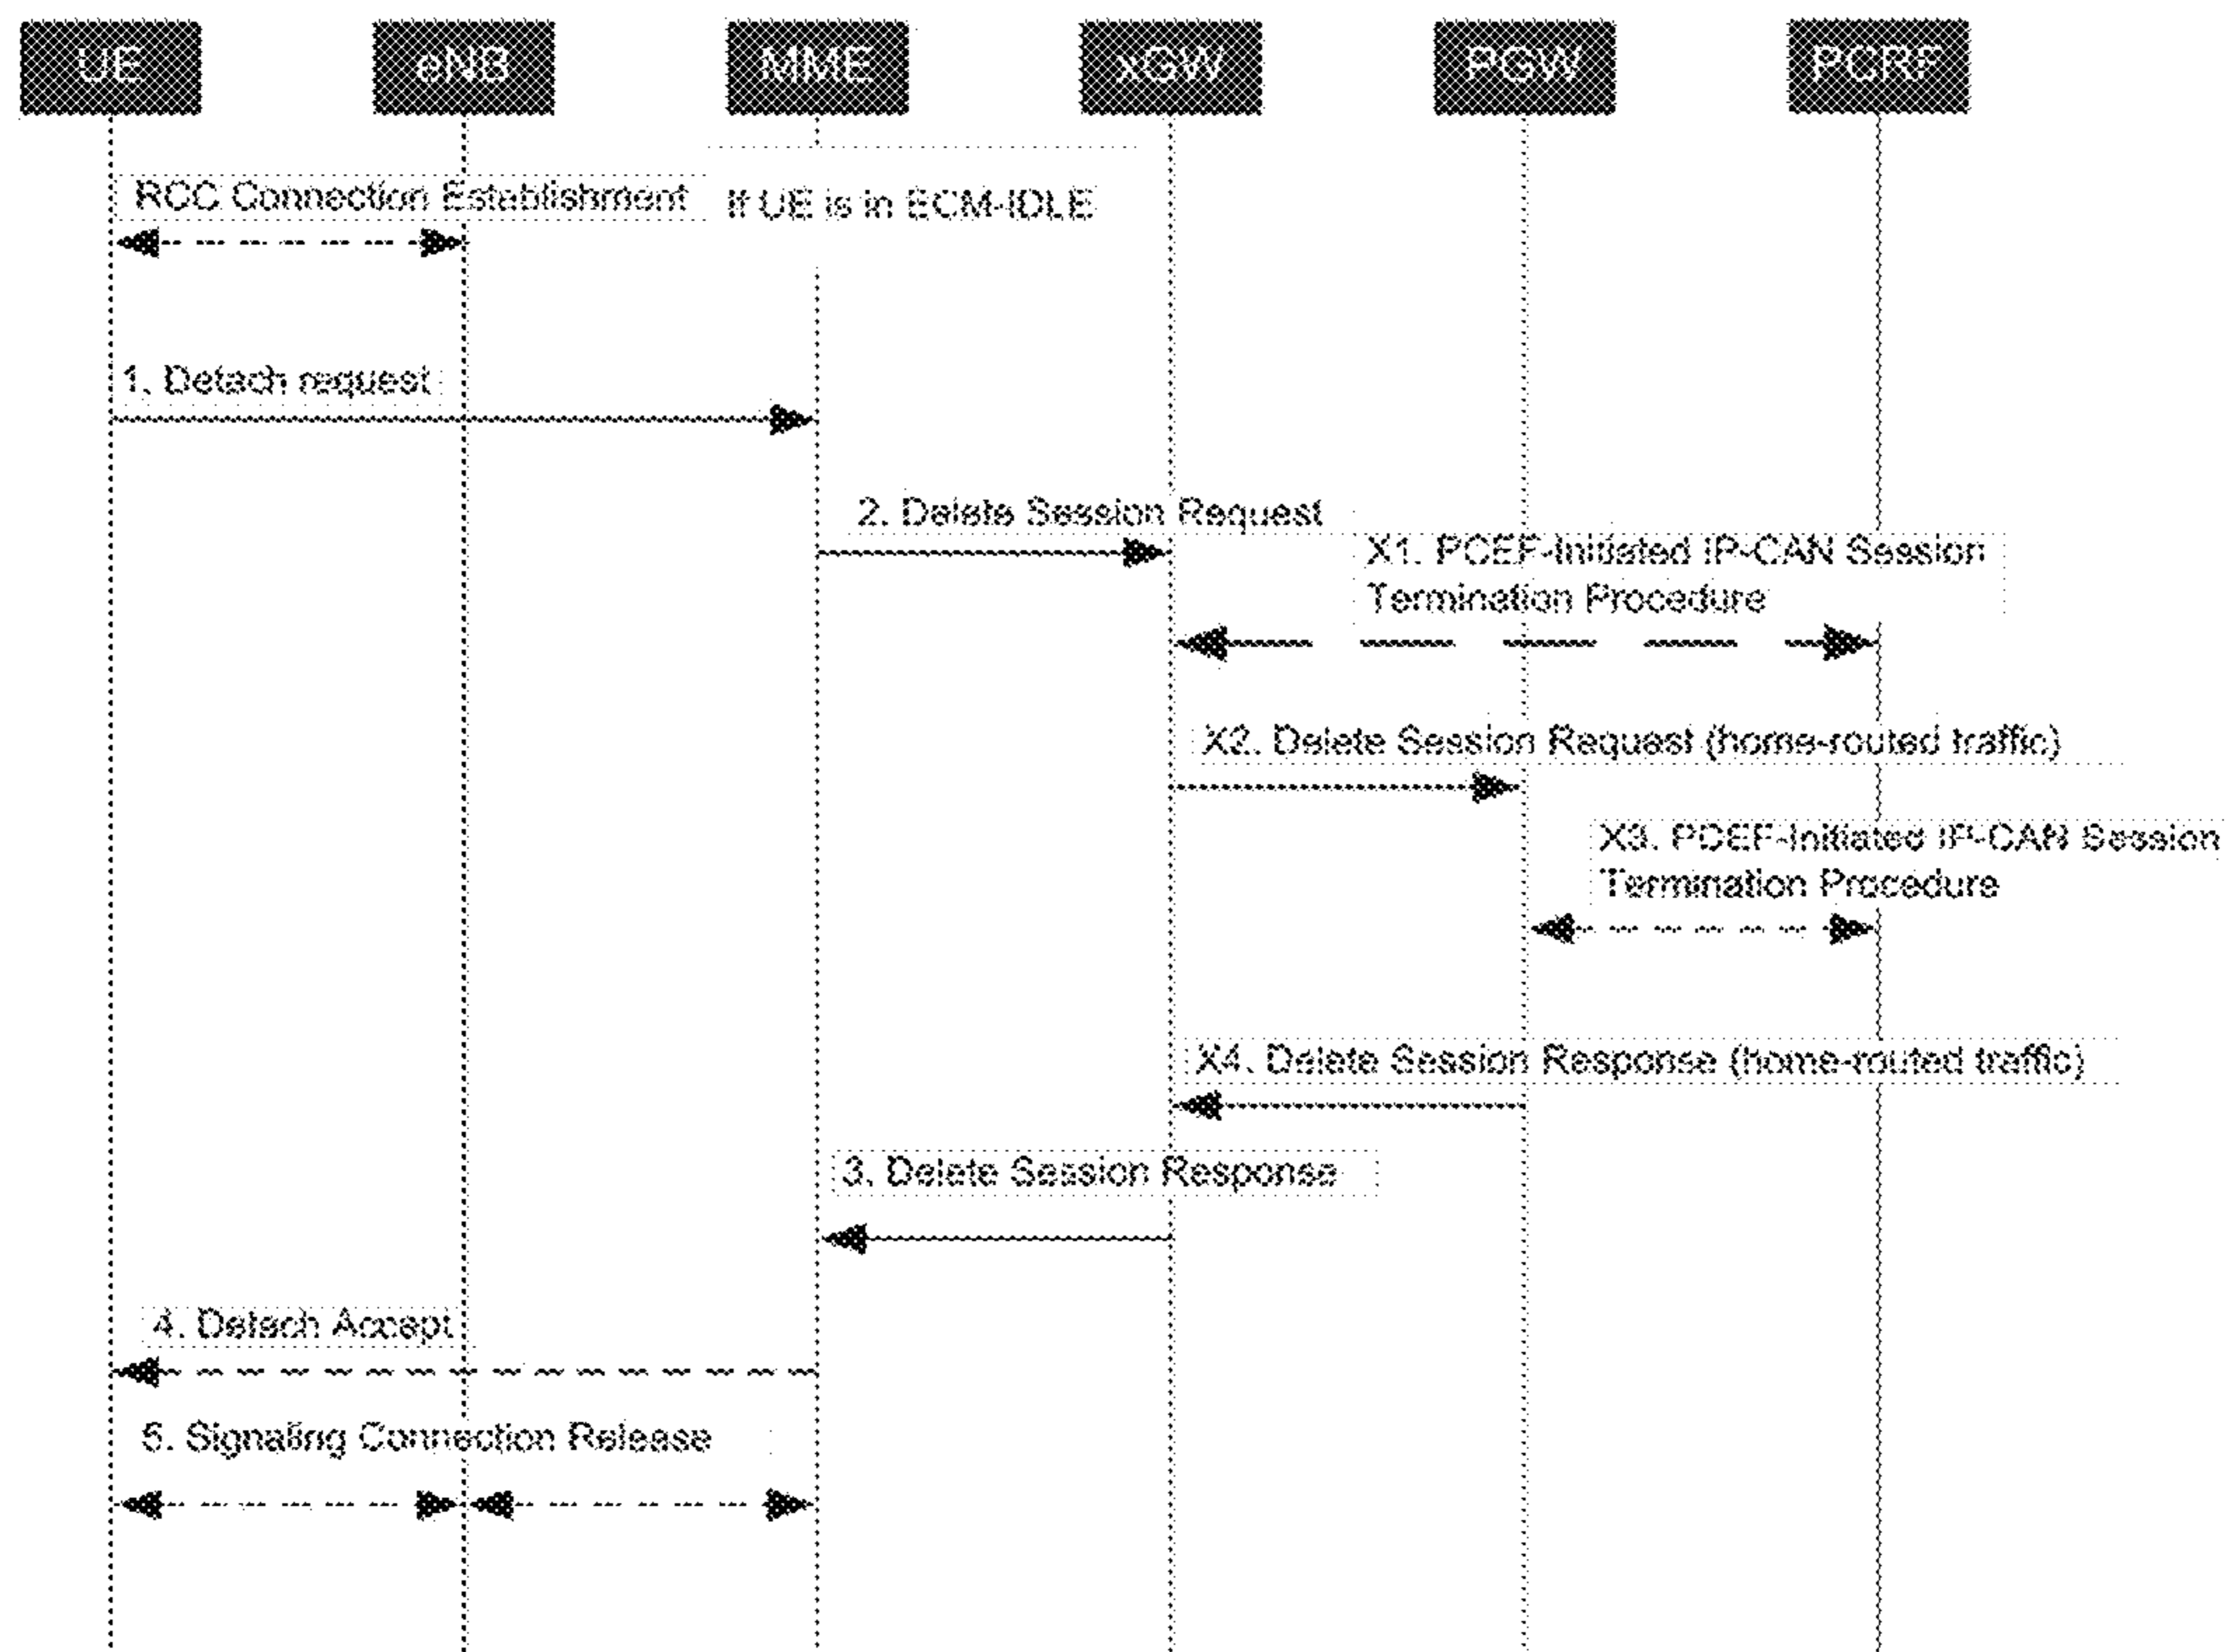 UE
eNB
MME
xGW
PGW
PCRF
RCC Connection Establishment
If UE is in ECM-IDLE
1. Detach request
2. Delete Session Request
X1. PCEF-Initiated IP-CAN Session
Termination Procedure
X2. Delete Session Request (home-routed traffic)
X3. PCEF-Initiated IP-CAN Session
Termination Procedure
X4. Delete Session Response (home-routed traffic)
3. Delete Session Response
4. Detach Accept
5. Signaling Connection Release